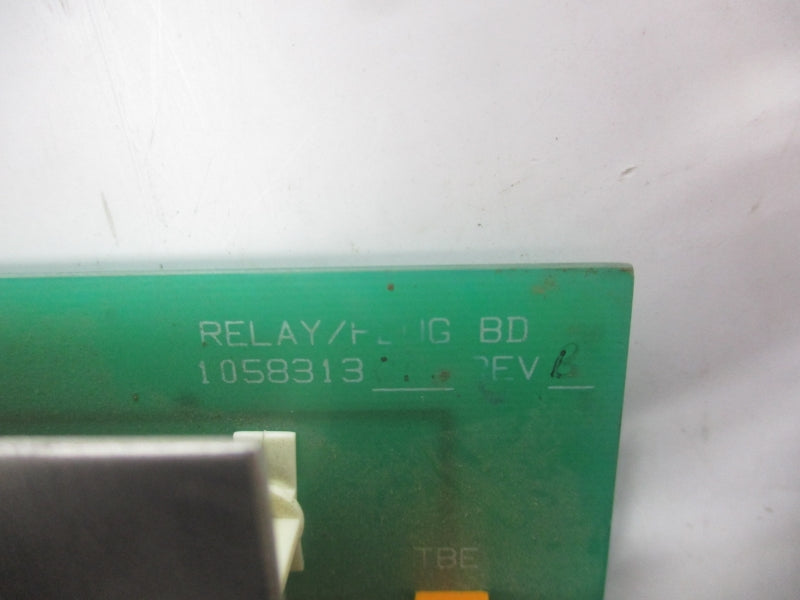 RELAY/PLUG BD
1058313 REV B
TBE